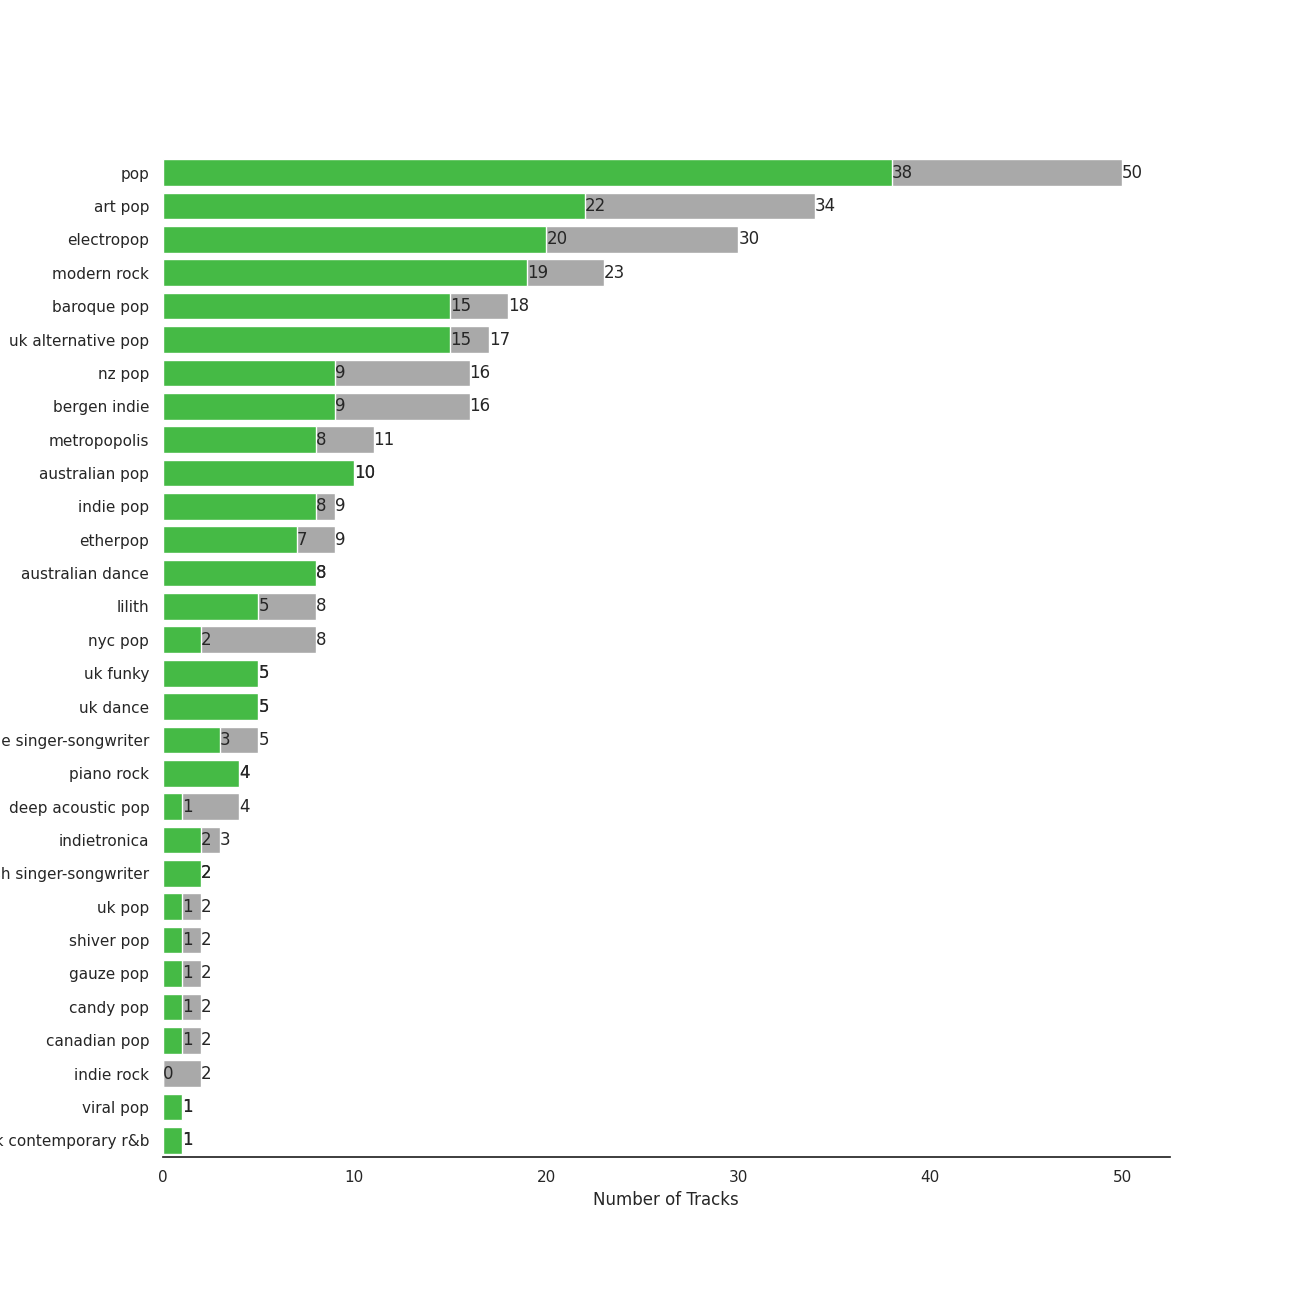 pop 38 50
art pop 22 34
electropop 20 30
modern rock 19 23
baroque pop 15 18
uk alternative pop 15 17
nz pop 9 16
bergen indie 9 16
metropopolis 8 11
australian pop 10
indie pop 8 9
etherpop 7 9
australian dance 8
lilith 5 8
nyc pop 2 8
uk funky 5
uk dance 5
e singer-songwriter 3 5
piano rock 4
deep acoustic pop 1 4
indietronica 2 3
h singer-songwriter 2
uk pop 1 2
shiver pop 1 2
gauze pop 1 2
candy pop 1 2
canadian pop 1 2
indie rock 0 2
viral pop 1
k contemporary r&b 1
0 10 20 30 40 50
Number of Tracks